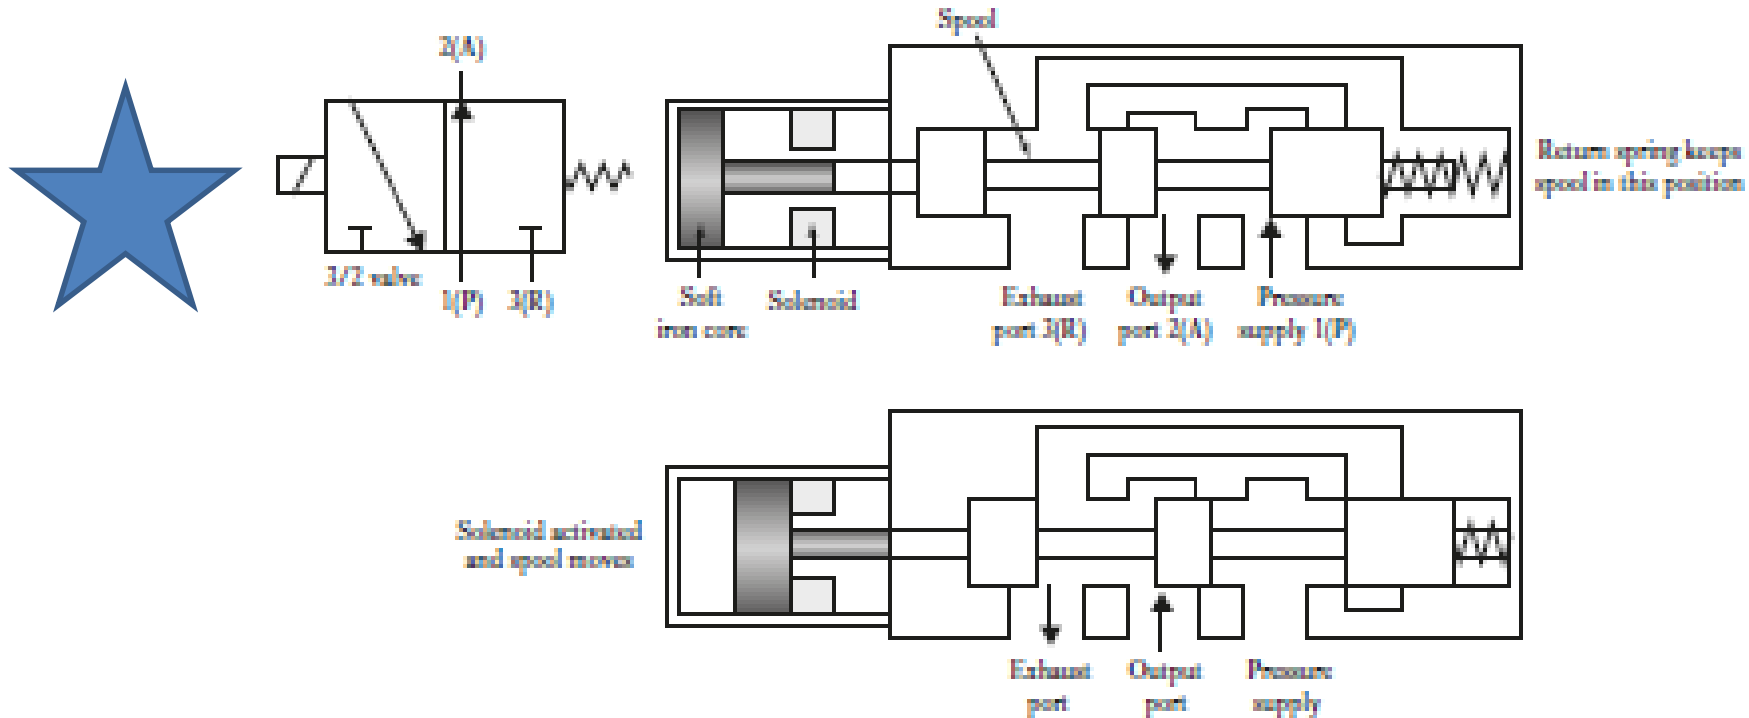 Spool
2(A)
Return spring keeps
spool in this position
3/2 valve
1(P)
3(R)
Soft
iron core
Solenoid
Exhaust
port 3(R)
Output
port 2(A)
Pressure
supply 1(P)
Solenoid activated
and spool moves
Exhaust
port
Output
port
Pressure
supply